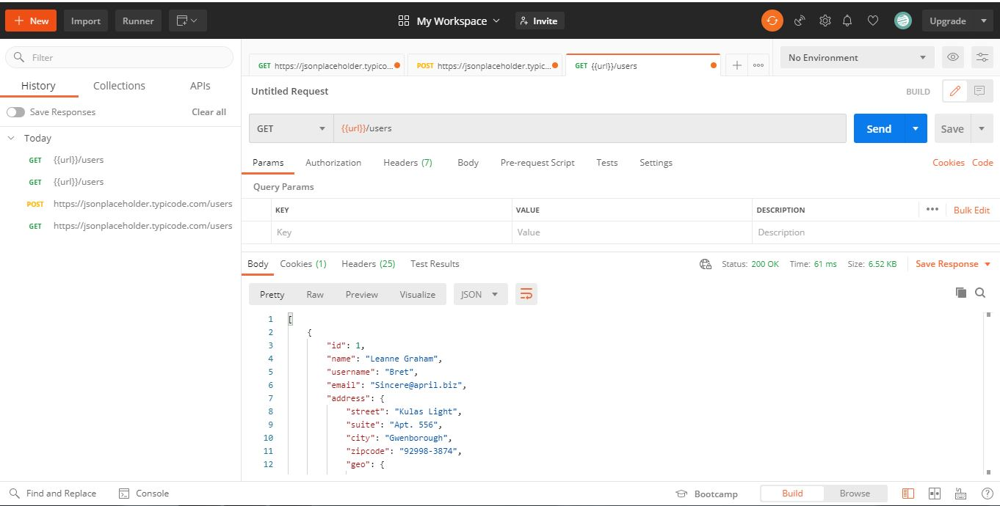 + New Import Runner My Workspace Invite Upgrade
Filter
History Collections APIs
Save Responses Clear all
Today
GET {{url}}/users
GET {{url}}/users
POST https://jsonplaceholder.typicode.com/users
GET https://jsonplaceholder.typicode.com/users
GET https://jsonplaceholder.typico... POST https://jsonplaceholder.typic... GET {{url}}/users + ooo No Environment
Untitled Request BUILD
GET {{url}}/users Send Save
Params Authorization Headers (7) Body Pre-request Script Tests Settings Cookies Code
Query Params
KEY VALUE DESCRIPTION ••• Bulk Edit
Key Value Description
Body Cookies (1) Headers (25) Test Results Status: 200 OK Time: 61 ms Size: 6.52 KB Save Response
Pretty Raw Preview Visualize JSON
1 [
2 {
3 "id": 1,
4 "name": "Leanne Graham",
5 "username": "Bret",
6 "email": "Sincere@april.biz",
7 "address": {
8 "street": "Kulas Light",
9 "suite": "Apt. 556",
10 "city": "Gwenborough",
11 "zipcode": "92998-3874",
12 "geo": {
Find and Replace Console Bootcamp Build Browse ?